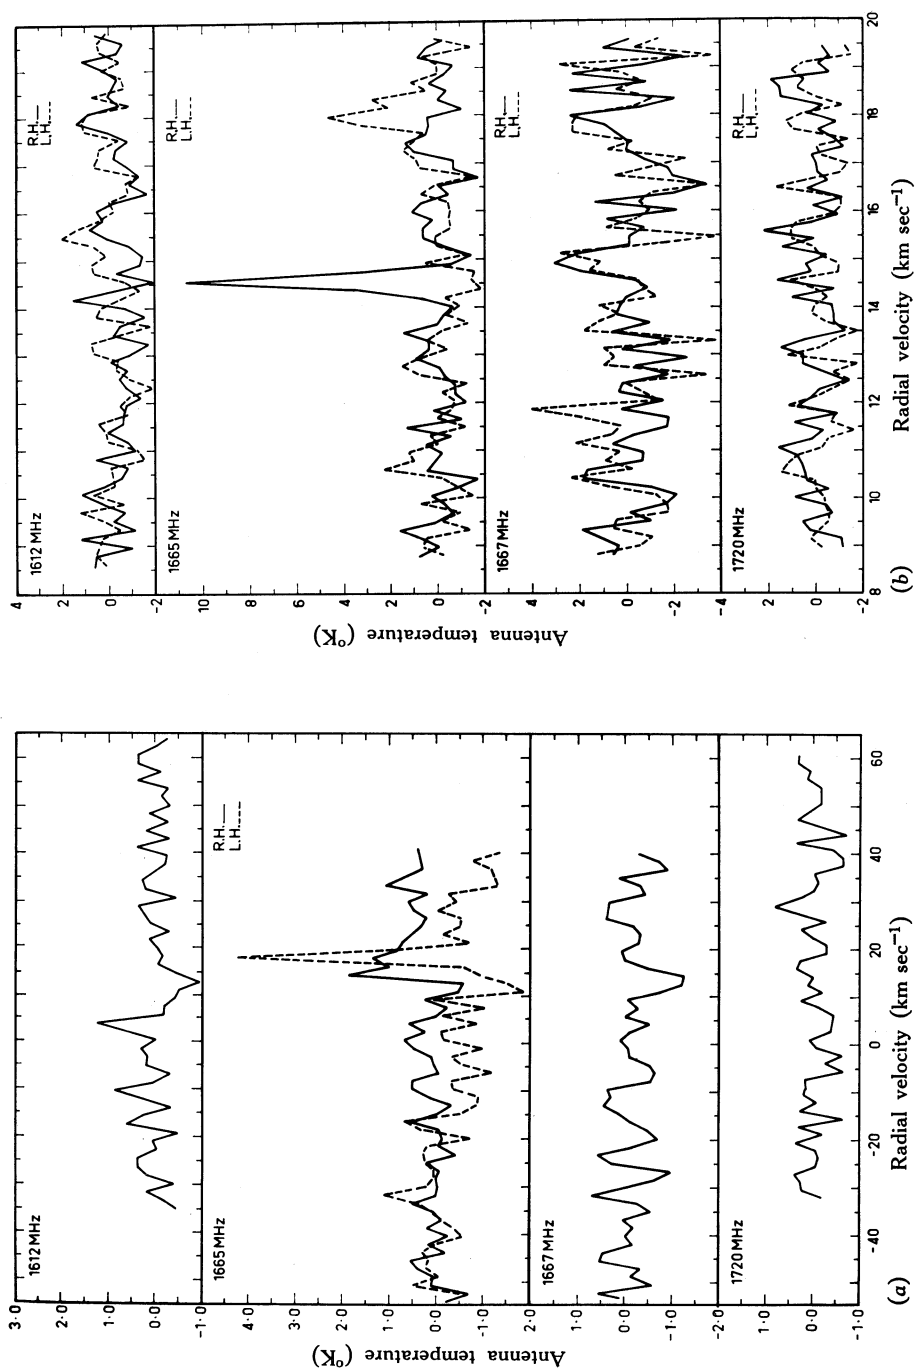 3·0
2·0
1·0
0·0
-1·0
1612 MHz
4·0
3·0
2·0
1·0
0·0
-1·0
-2·0
1665 MHz
R.H.
L.H.
1·0
0·0
-1·0
-2·0
1667 MHz
1·0
0·0
-1·0
1720 MHz
-40 -20 0 20 40 60
Antenna temperature (°K)
(a) Radial velocity (km sec⁻¹)
4
2
0
-2
1612 MHz
R.H.
L.H.
10
8
6
4
2
0
-2
1665 MHz
R.H.
L.H.
4
2
0
-2
-4
1667 MHz
R.H.
L.H.
2
0
-2
1720 MHz
R.H.
L.H.
8 10 12 14 16 18 20
Antenna temperature (°K)
(b) Radial velocity (km sec⁻¹)